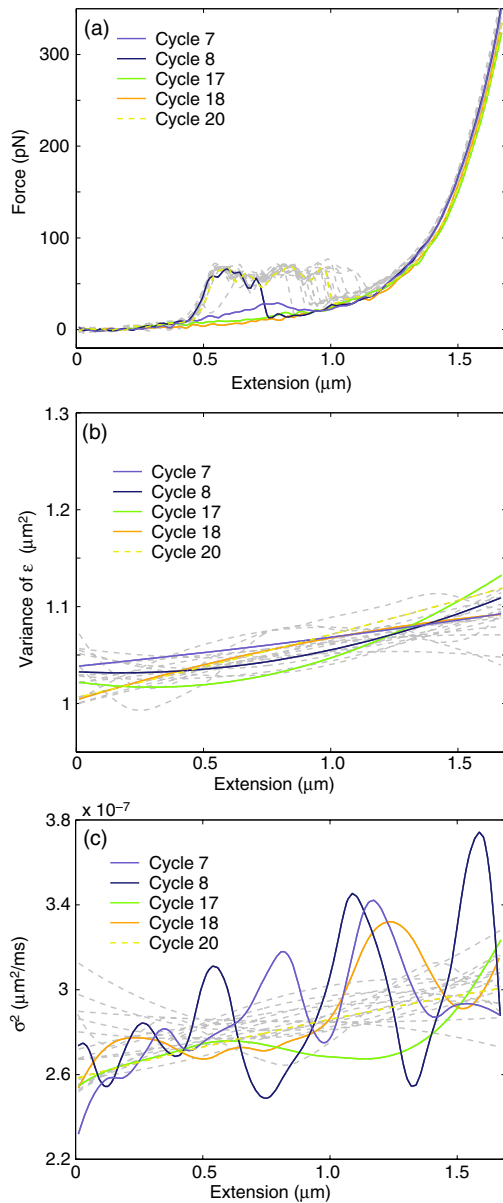 (a)
Cycle 7
Cycle 8
Cycle 17
Cycle 18
Cycle 20
Force (pN)
300
200
100
0
0
0.5
1.0
1.5
Extension (μm)
(b)
Cycle 7
Cycle 8
Cycle 17
Cycle 18
Cycle 20
Variance of ε (μm²)
1.3
1.2
1.1
1
0
0.5
1.0
1.5
Extension (μm)
x 10⁻⁷
(c)
Cycle 7
Cycle 8
Cycle 17
Cycle 18
Cycle 20
σ² (μm²/ms)
3.8
3.4
3
2.6
2.2
0
0.5
1.0
1.5
Extension (μm)